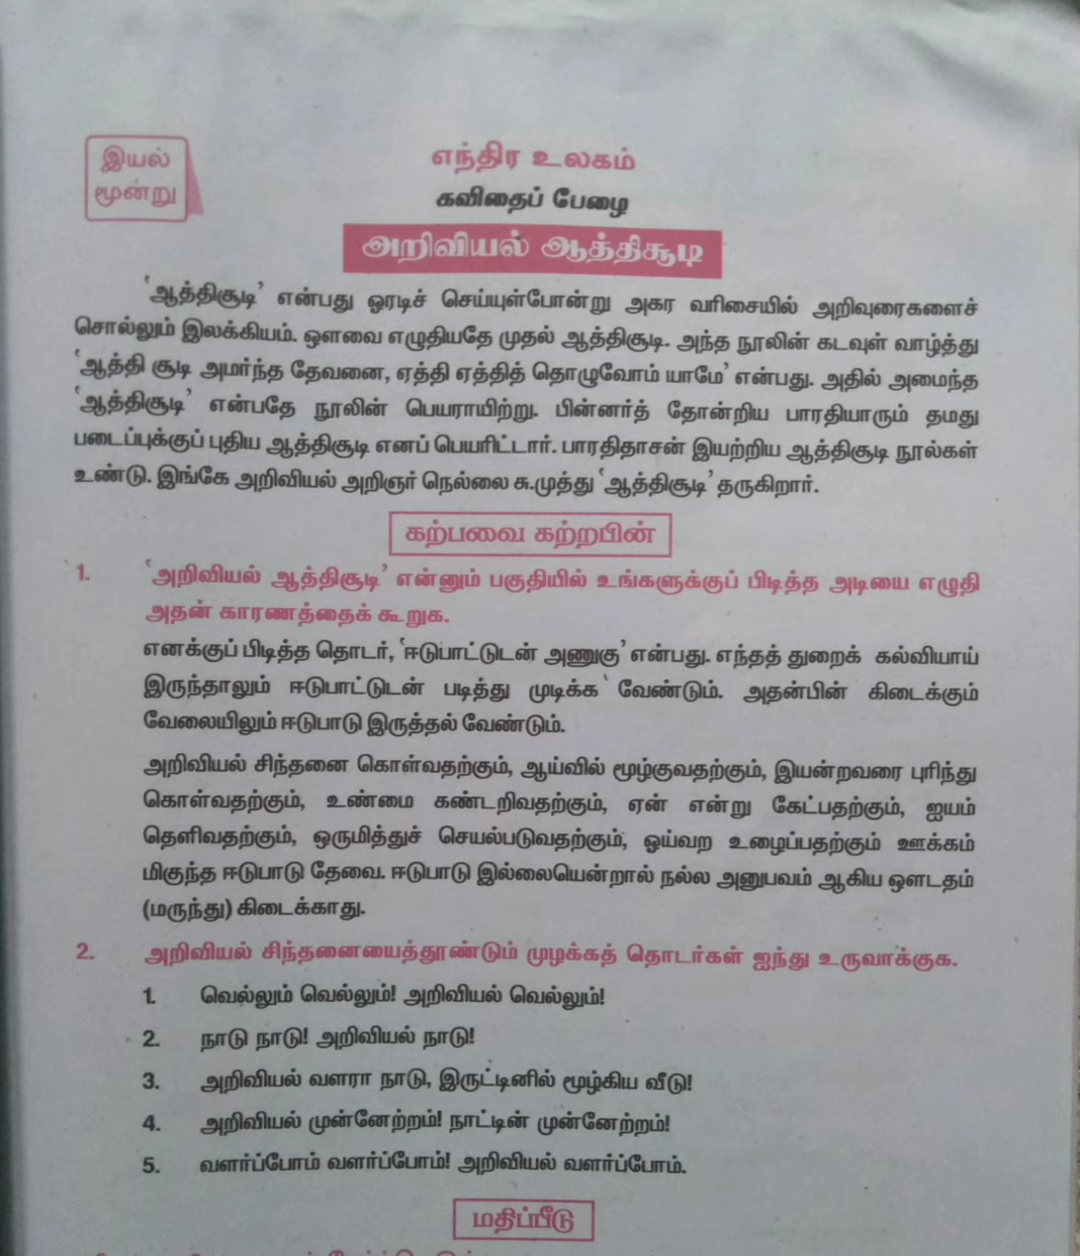 இயல்
மூன்று
எந்திர உலகம்
கவிதைப் பேழை
அறிவியல் ஆத்திசூடி
'ஆத்திசூடி' என்பது ஓரடிச் செய்யுள்போன்று அகர வரிசையில் அறிவுரைகளைச்
சொல்லும் இலக்கியம். ஔவை எழுதியதே முதல் ஆத்திசூடி. அந்த நூலின் கடவுள் வாழ்த்து
'ஆத்தி சூடி அமர்ந்த தேவனை, ஏத்தி ஏத்தித் தொழுவோம் யாமே' என்பது. அதில் அமைந்த
'ஆத்திசூடி' என்பதே நூலின் பெயராயிற்று. பின்னர்த் தோன்றிய பாரதியாரும் தமது
படைப்புக்குப் புதிய ஆத்திசூடி எனப் பெயரிட்டார். பாரதிதாசன் இயற்றிய ஆத்திசூடி நூல்கள்
உண்டு. இங்கே அறிவியல் அறிஞர் நெல்லை சு.முத்து 'ஆத்திசூடி' தருகிறார்.
கற்பவை கற்றபின்
1. 'அறிவியல் ஆத்திசூடி' என்னும் பகுதியில் உங்களுக்குப் பிடித்த அடியை எழுதி
அதன் காரணத்தைக் கூறுக.
எனக்குப் பிடித்த தொடர், 'ஈடுபாட்டுடன் அணுகு' என்பது. எந்தத் துறைக் கல்வியாய்
இருந்தாலும் ஈடுபாட்டுடன் படித்து முடிக்க வேண்டும். அதன்பின் கிடைக்கும்
வேலையிலும் ஈடுபாடு இருத்தல் வேண்டும்.
அறிவியல் சிந்தனை கொள்வதற்கும், ஆய்வில் மூழ்குவதற்கும், இயன்றவரை புரிந்து
கொள்வதற்கும், உண்மை கண்டறிவதற்கும், ஏன் என்று கேட்பதற்கும், ஐயம்
தெளிவதற்கும், ஒருமித்துச் செயல்படுவதற்கும், ஓய்வற உழைப்பதற்கும் ஊக்கம்
மிகுந்த ஈடுபாடு தேவை. ஈடுபாடு இல்லையென்றால் நல்ல அனுபவம் ஆகிய ஔடதம்
(மருந்து) கிடைக்காது.
2. அறிவியல் சிந்தனையைத்தூண்டும் முழக்கத் தொடர்கள் ஐந்து உருவாக்குக.
1. வெல்லும் வெல்லும்! அறிவியல் வெல்லும்!
2. நாடு நாடு! அறிவியல் நாடு!
3. அறிவியல் வளரா நாடு, இருட்டினில் மூழ்கிய வீடு!
4. அறிவியல் முன்னேற்றம்! நாட்டின் முன்னேற்றம்!
5. வளர்ப்போம் வளர்ப்போம்! அறிவியல் வளர்ப்போம்.
மதிப்பீடு